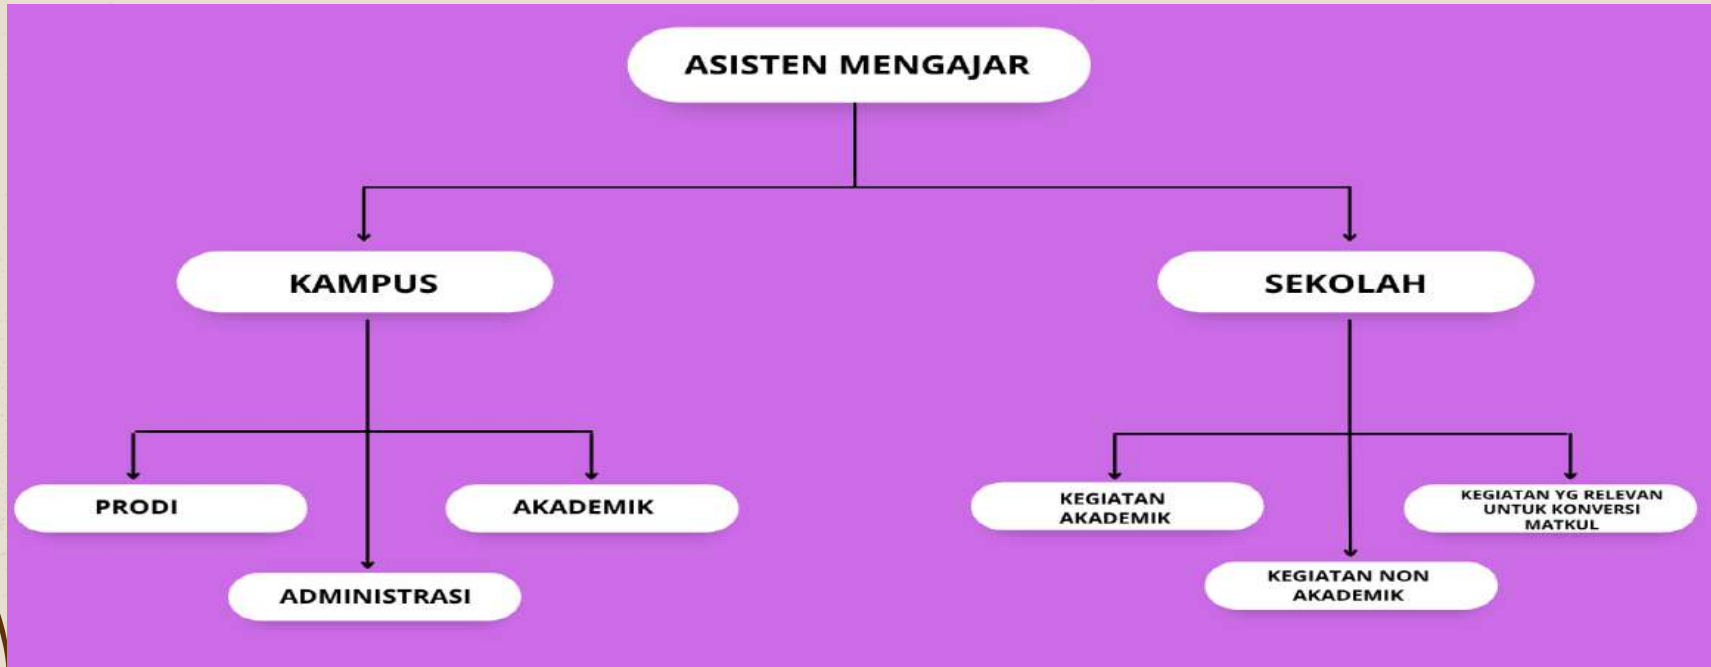 ASISTEN MENGAJAR
KAMPUS
SEKOLAH
PRODI
AKADEMIK
ADMINISTRASI
KEGIATAN
AKADEMIK
KEGIATAN YG RELEVAN
UNTUK KONVERSI
MATKUL
KEGIATAN NON
AKADEMIK